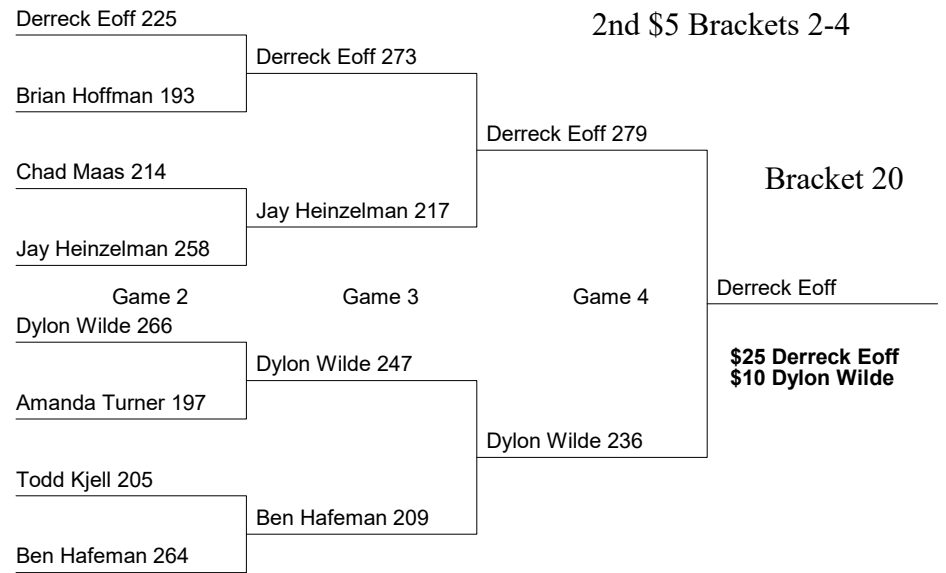 Derreck Eoff 225
2nd $5 Brackets 2-4
Derreck Eoff 273
Brian Hoffman 193
Derreck Eoff 279
Chad Maas 214
Bracket 20
Jay Heinzelman 217
Jay Heinzelman 258
Game 2
Game 3
Game 4
Derreck Eoff
Dylon Wilde 266
Dylon Wilde 247
$25 Derreck Eoff
$10 Dylon Wilde
Amanda Turner 197
Dylon Wilde 236
Todd Kjell 205
Ben Hafeman 209
Ben Hafeman 264